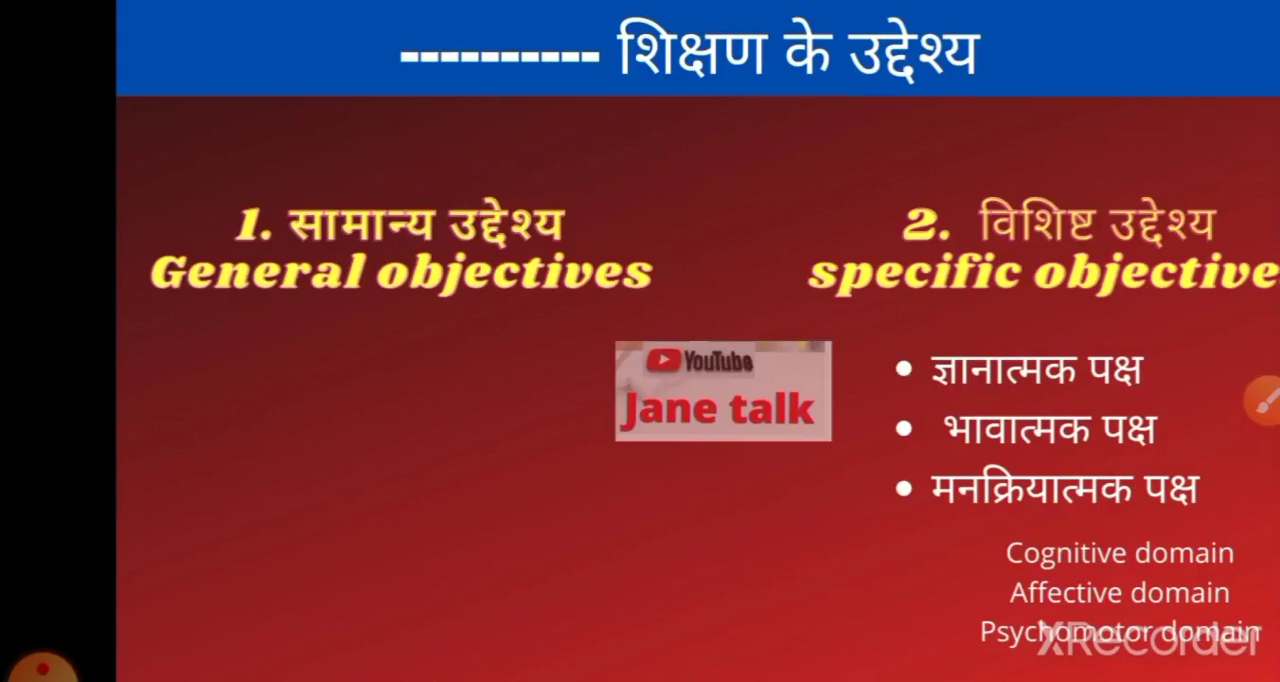 ---------- शिक्षण के उद्देश्य
1. सामान्य उद्देश्य
General objectives
2. विशिष्ट उद्देश्य
specific objective
YouTube
Jane talk
• ज्ञानात्मक पक्ष
• भावात्मक पक्ष
• मनक्रियात्मक पक्ष
Cognitive domain
Affective domain
Psychomotor domain
XRecorder